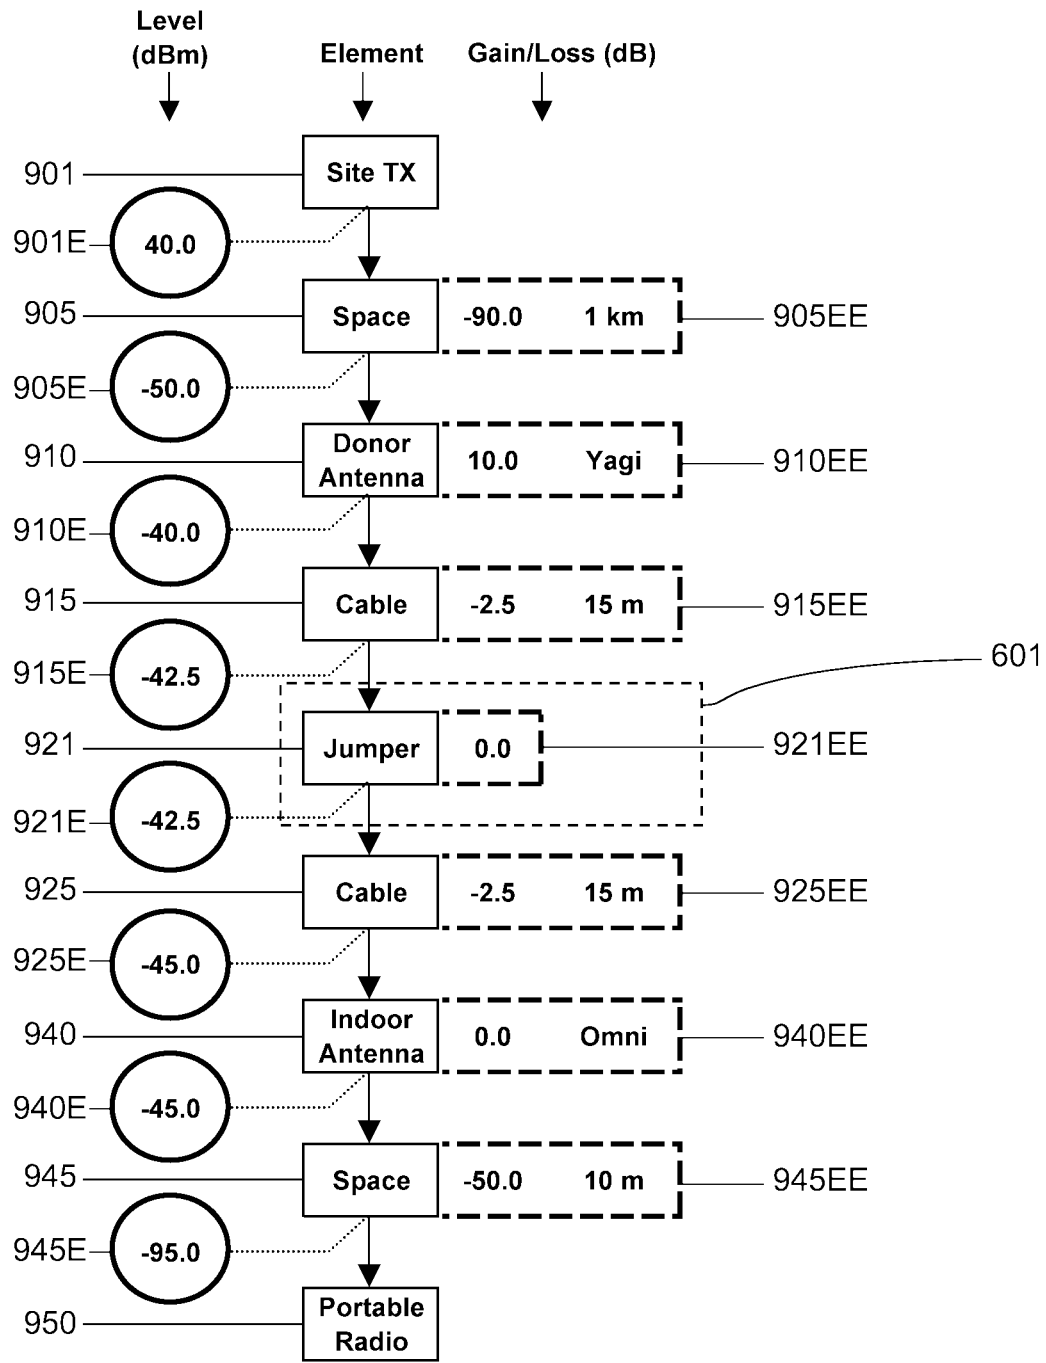 Level
(dBm)
Element
Gain/Loss (dB)
901
Site TX
901E
40.0
905
Space
-90.0 1 km
905EE
905E
-50.0
910
Donor
Antenna
10.0 Yagi
910EE
910E
-40.0
915
Cable
-2.5 15 m
915EE
915E
-42.5
601
921
Jumper
0.0
921EE
921E
-42.5
925
Cable
-2.5 15 m
925EE
925E
-45.0
940
Indoor
Antenna
0.0 Omni
940EE
940E
-45.0
945
Space
-50.0 10 m
945EE
945E
-95.0
950
Portable
Radio